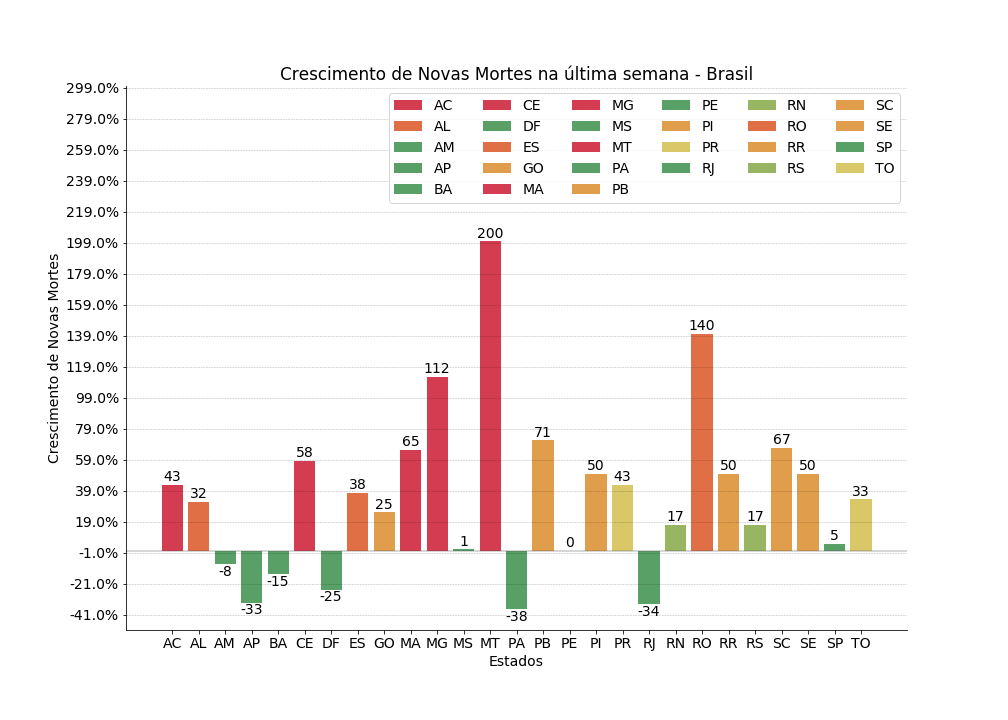 Crescimento de Novas Mortes na última semana - Brasil
299.0%
279.0%
259.0%
239.0%
219.0%
199.0%
179.0%
159.0%
139.0%
119.0%
99.0%
79.0%
59.0%
39.0%
19.0%
-1.0%
-21.0%
-41.0%
Crescimento de Novas Mortes
AC CE MG PE RN SC
AL DF MS PI RO SE
AM ES MT PR RR SP
AP GO PA RJ RS TO
BA MA PB
43 32 -8 -33 -15 58 -25 38 25 65 112 1 200 -38 71 0 50 43 -34 17 140 50 17 67 50 5 33
AC AL AM AP BA CE DF ES GO MA MG MS MT PA PB PE PI PR RJ RN RO RR RS SC SE SP TO
Estados